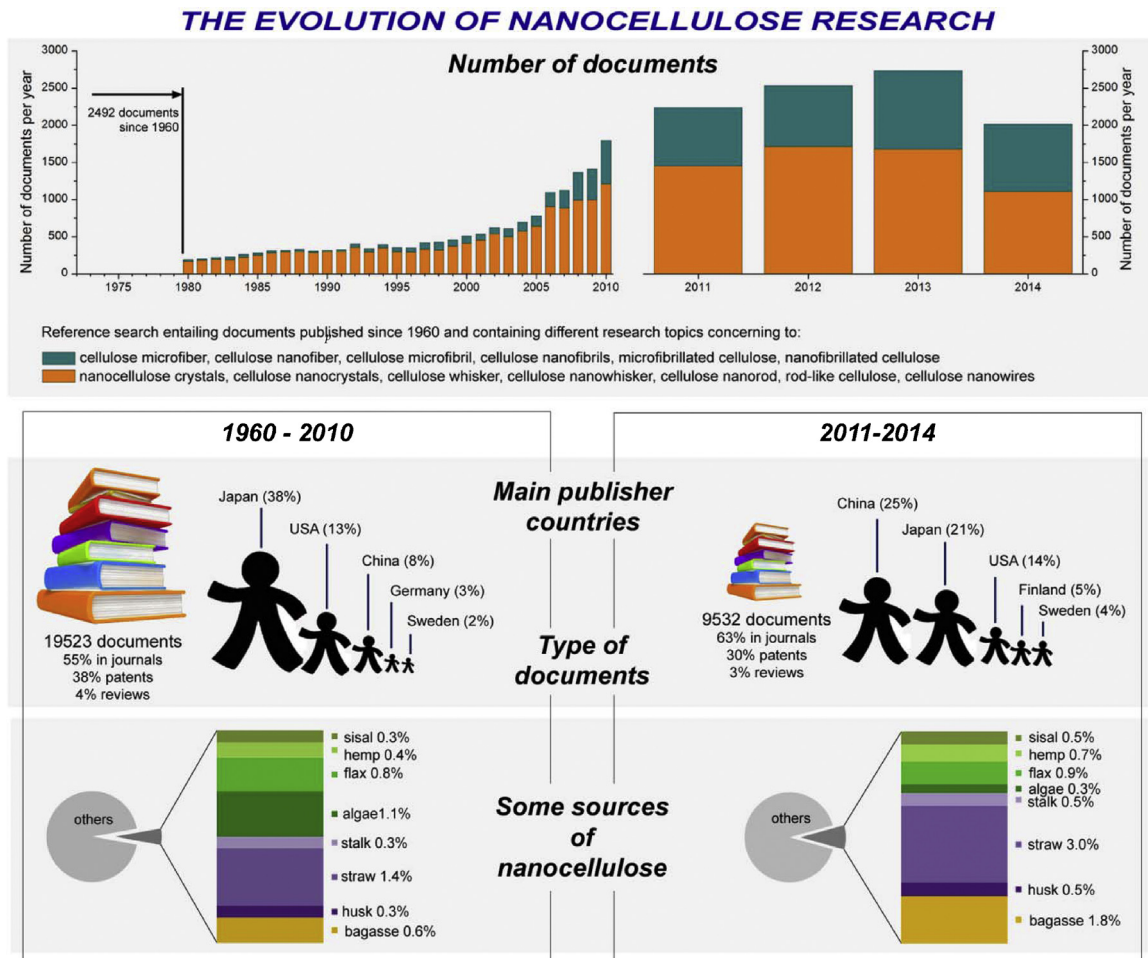 THE EVOLUTION OF NANOCELLULOSE RESEARCH
Number of documents
Number of documents per year
3000
2500
2000
1500
1000
500
0
2492 documents
since 1960
1975
1980
1985
1990
1995
2000
2005
2010
2011
2012
2013
2014
3000
2500
2000
1500
1000
500
0
Number of documents per year
Reference search entailing documents published since 1960 and containing different research topics concerning to:
cellulose microfiber, cellulose nanofiber, cellulose microfibril, cellulose nanofibrils, microfibrillated cellulose, nanofibrillated cellulose
nanocellulose crystals, cellulose nanocrystals, cellulose whisker, cellulose nanowhisker, cellulose nanorod, rod-like cellulose, cellulose nanowires
1960 - 2010
2011-2014
Main publisher
countries
Japan (38%)
USA (13%)
China (8%)
Germany (3%)
Sweden (2%)
19523 documents
55% in journals
38% patents
4% reviews
China (25%)
Japan (21%)
USA (14%)
Finland (5%)
Sweden (4%)
9532 documents
63% in journals
30% patents
3% reviews
Type of
documents
Some sources
of
nanocellulose
others
sisal 0.3%
hemp 0.4%
flax 0.8%
algae1.1%
stalk 0.3%
straw 1.4%
husk 0.3%
bagasse 0.6%
others
sisal 0.5%
hemp 0.7%
flax 0.9%
algae 0.3%
stalk 0.5%
straw 3.0%
husk 0.5%
bagasse 1.8%